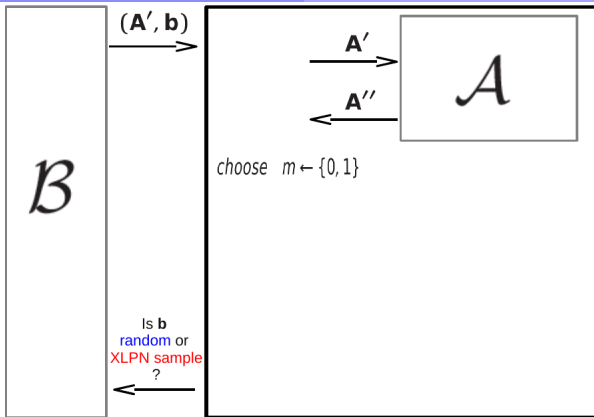 (A′, b)
A′
A
A′′
choose m ← {0, 1}
B
Is b
random or
XLPN sample
?